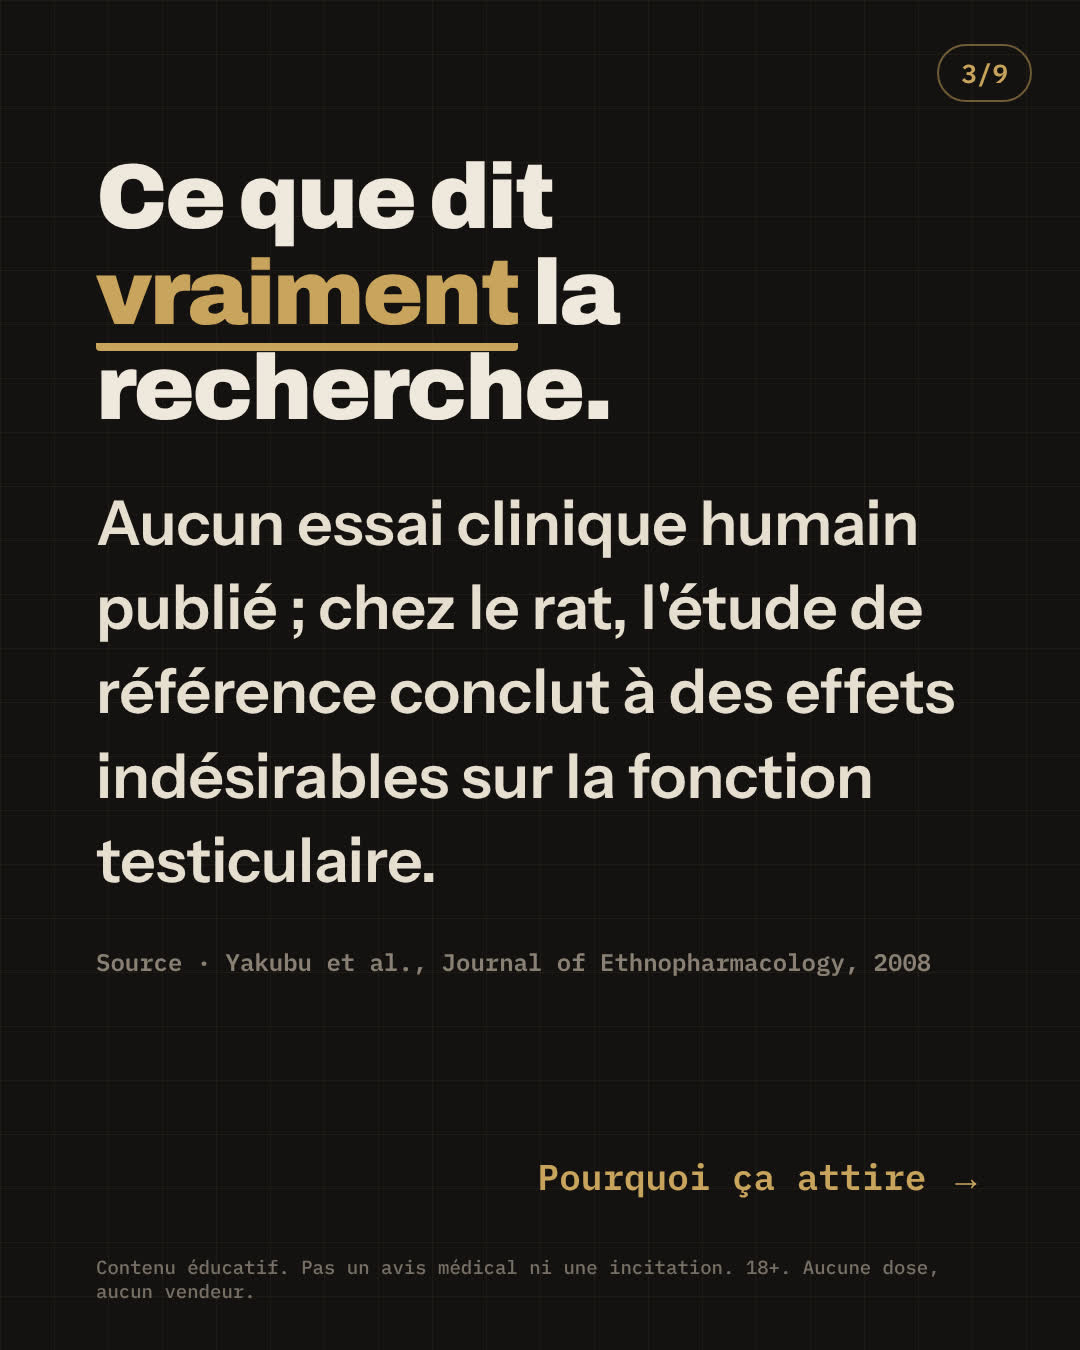 3/9
Ce que dit
vraiment la
recherche.
Aucun essai clinique humain
publié ; chez le rat, l'étude de
référence conclut à des effets
indésirables sur la fonction
testiculaire.
Source · Yakubu et al., Journal of Ethnopharmacology, 2008
Pourquoi ça attire →
Contenu éducatif. Pas un avis médical ni une incitation. 18+. Aucune dose,
aucun vendeur.